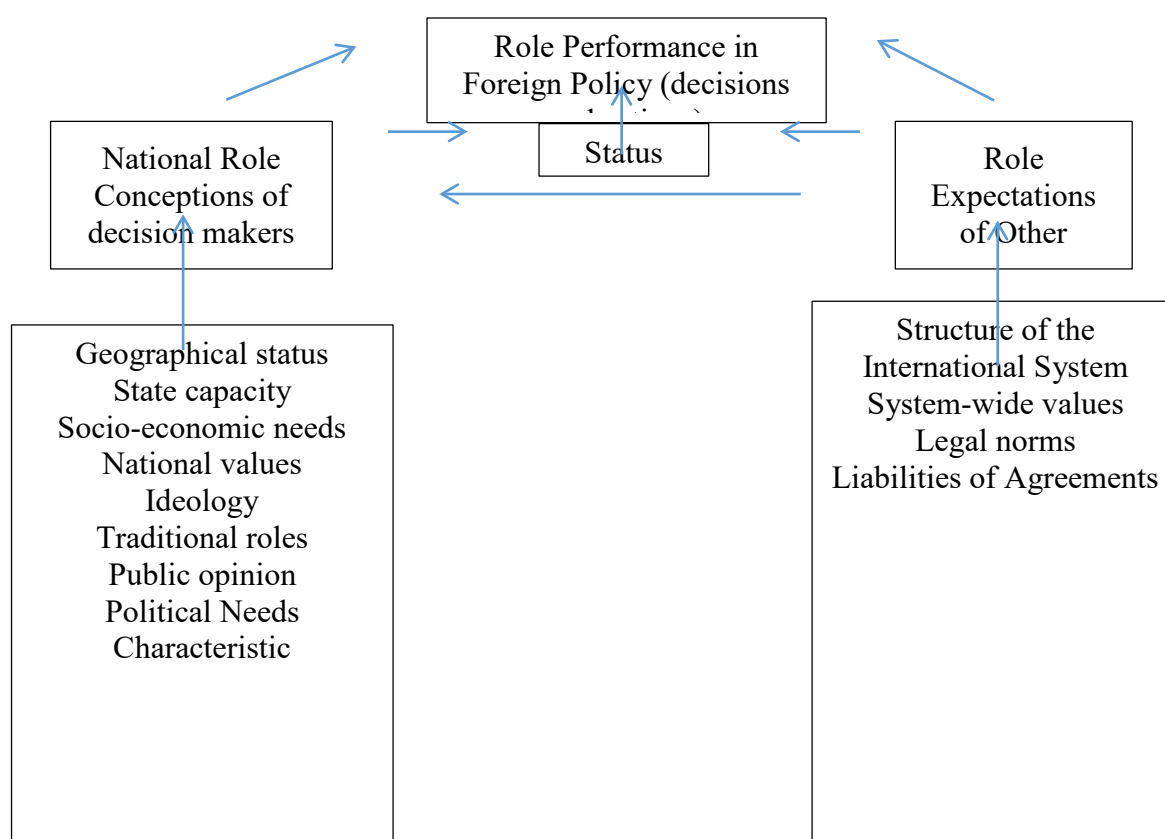 Role Performance in
Foreign Policy (decisions
Status
National Role
Conceptions of
decision makers
Role
Expectations
of Other
Geographical status
State capacity
Socio-economic needs
National values
Ideology
Traditional roles
Public opinion
Political Needs
Characteristic
Structure of the
International System
System-wide values
Legal norms
Liabilities of Agreements